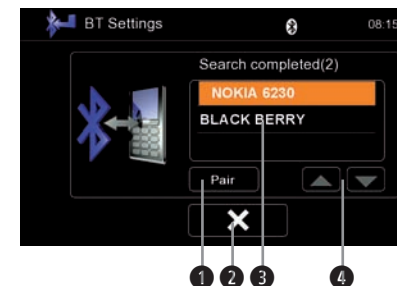 BT Settings
08:15
Search completed(2)
NOKIA 6230
BLACK BERRY
Pair
1 2 3 4